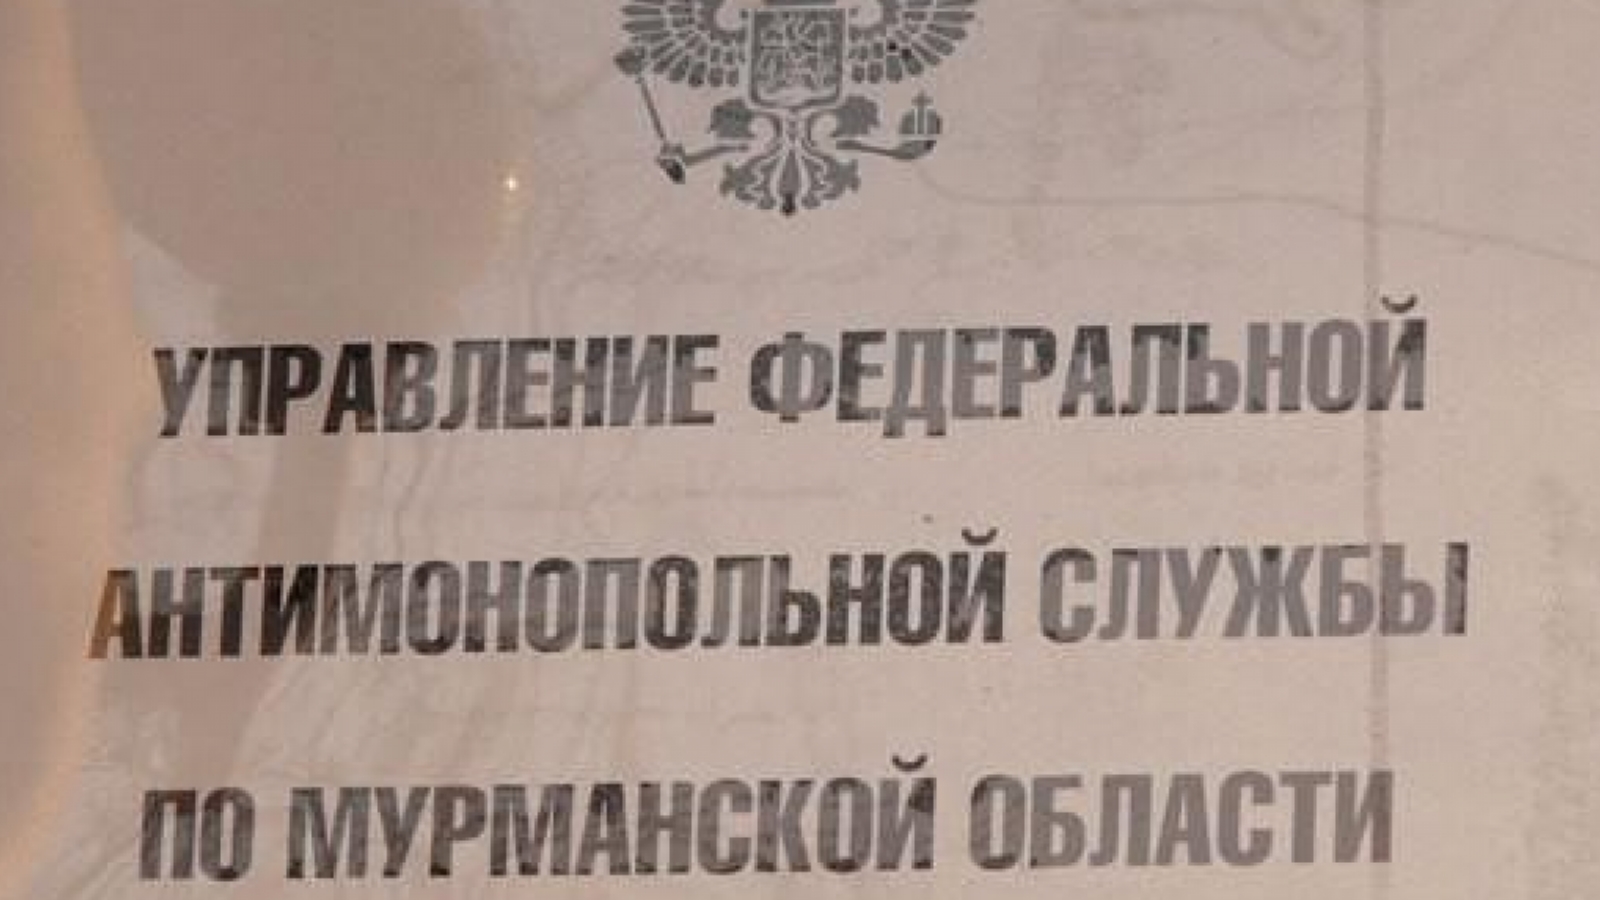 УПРАВЛЕНИЕ ФЕДЕРАЛЬНОЙ
АНТИМОНОПОЛЬНОЙ СЛУЖБЫ
ПО МУРМАНСКОЙ ОБЛАСТИ